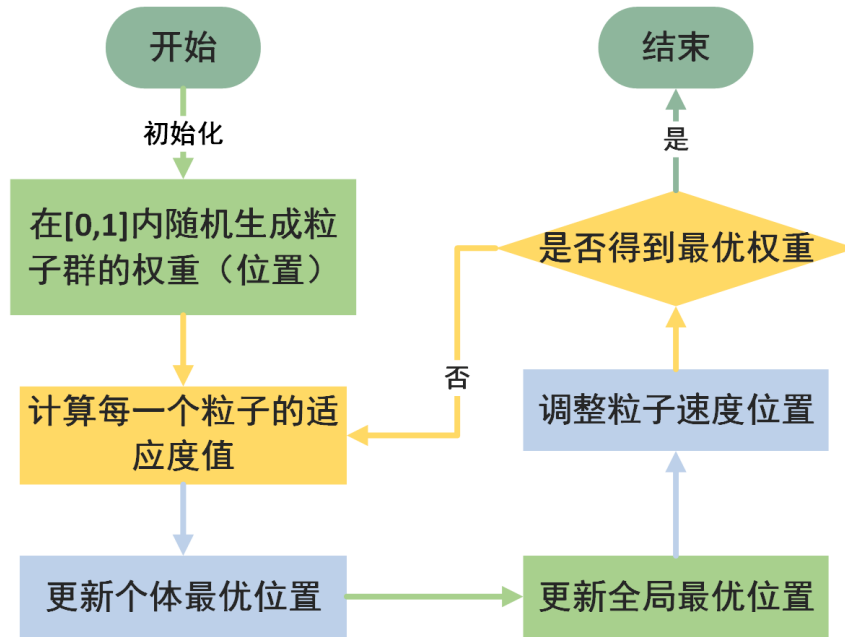 开始
初始化
在[0,1]内随机生成粒
子群的权重（位置）
计算每一个粒子的适
应度值
更新个体最优位置
更新全局最优位置
调整粒子速度位置
是否得到最优权重
否
是
结束